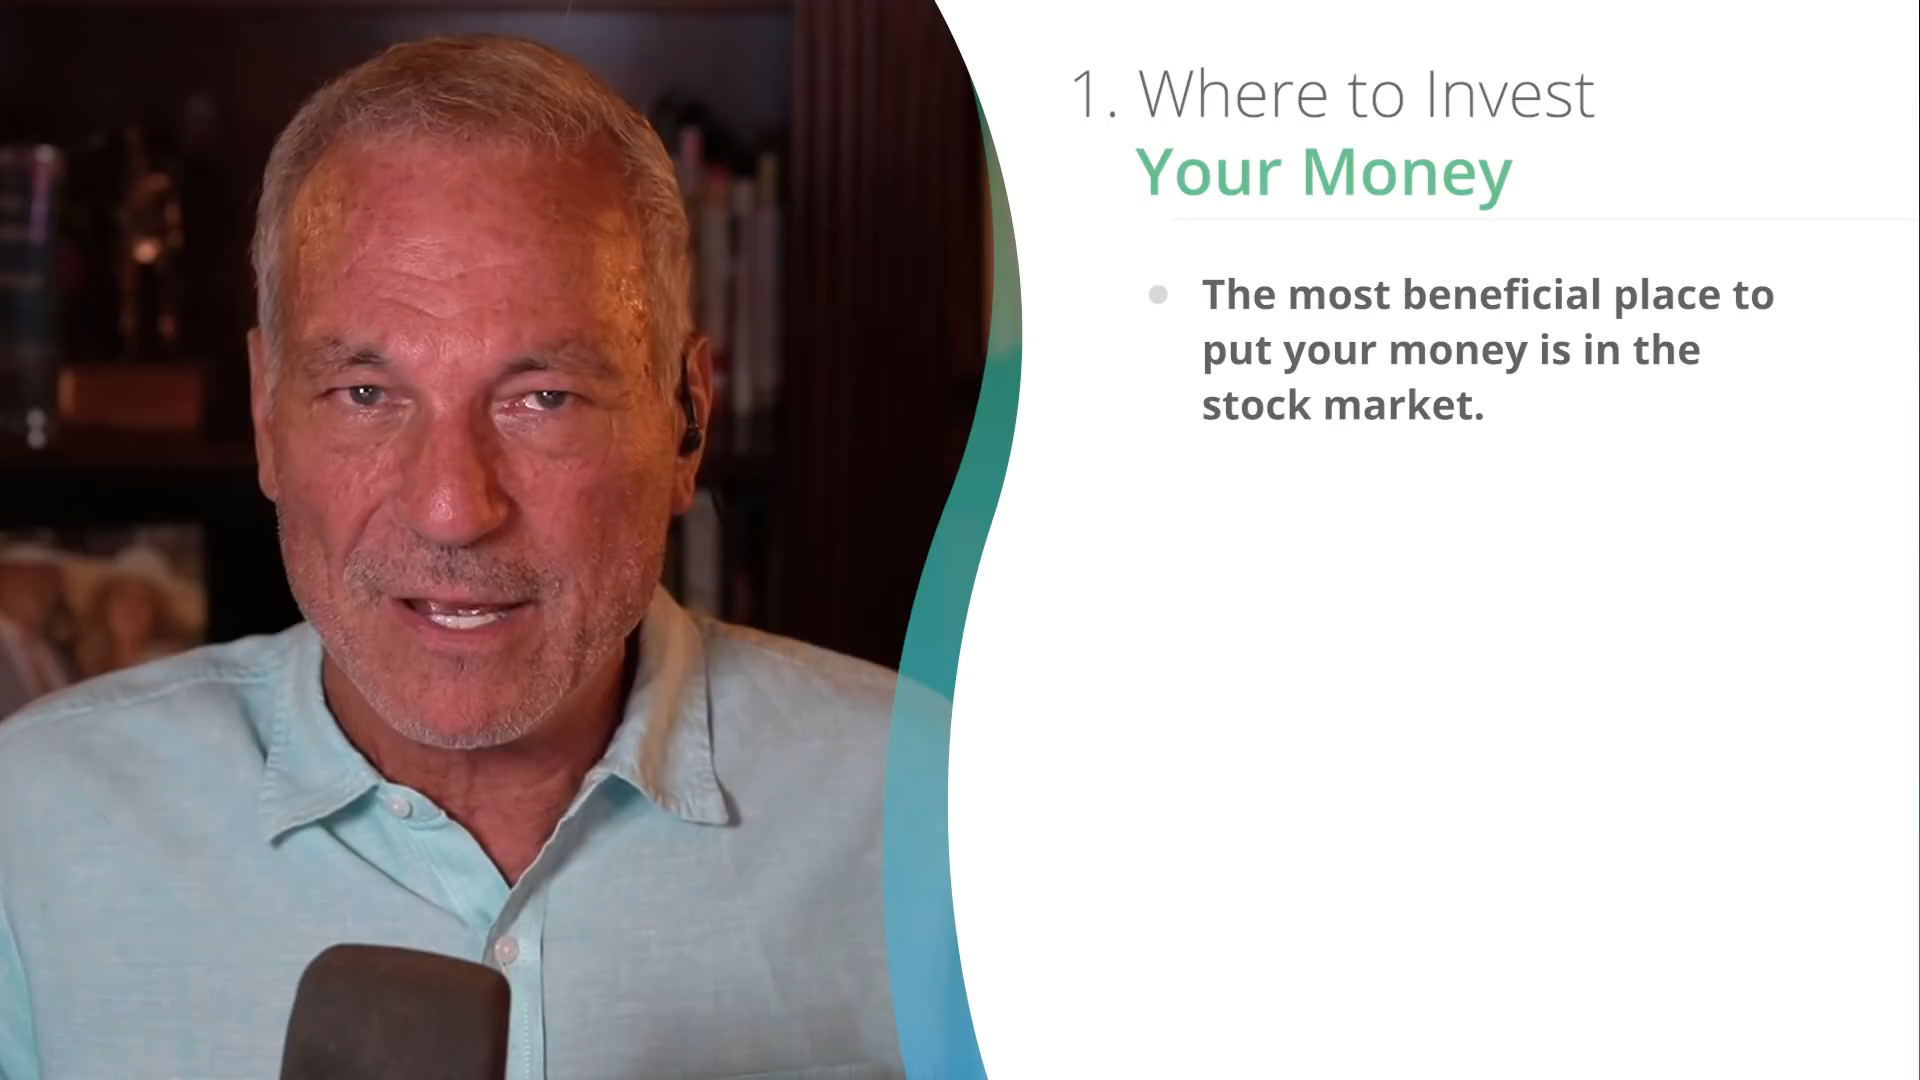 1. Where to Invest
Your Money
The most beneficial place to
put your money is in the
stock market.